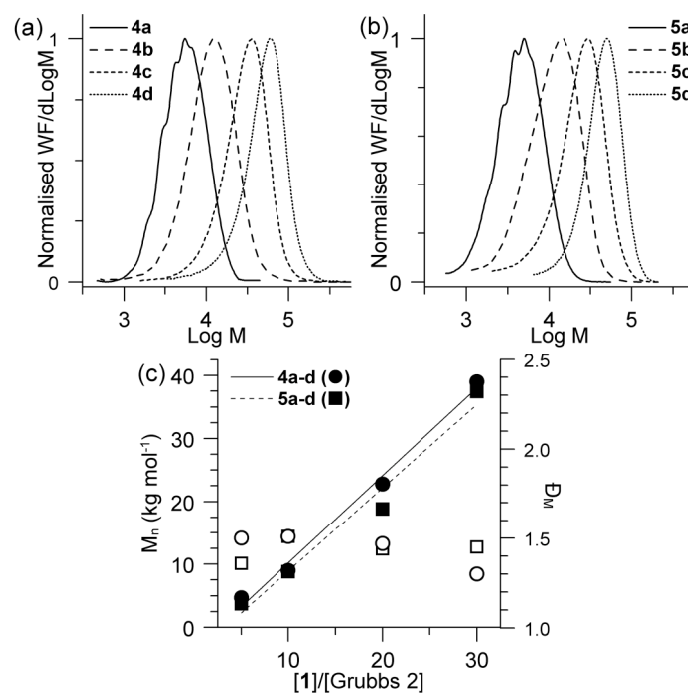 (a)
4a
4b
4c
4d
Normalised WF/dLogM
1
0
3 4 5
Log M
(b)
5a
5b
5c
5d
Normalised WF/dLogM
1
0
3 4 5
Log M
(c)
4a-d (●)
5a-d (■)
Mₙ (kg mol⁻¹)
40
30
20
10
0
2.5
2.0
1.5
1.0
Đ_M
10 20 30
[1]/[Grubbs 2]